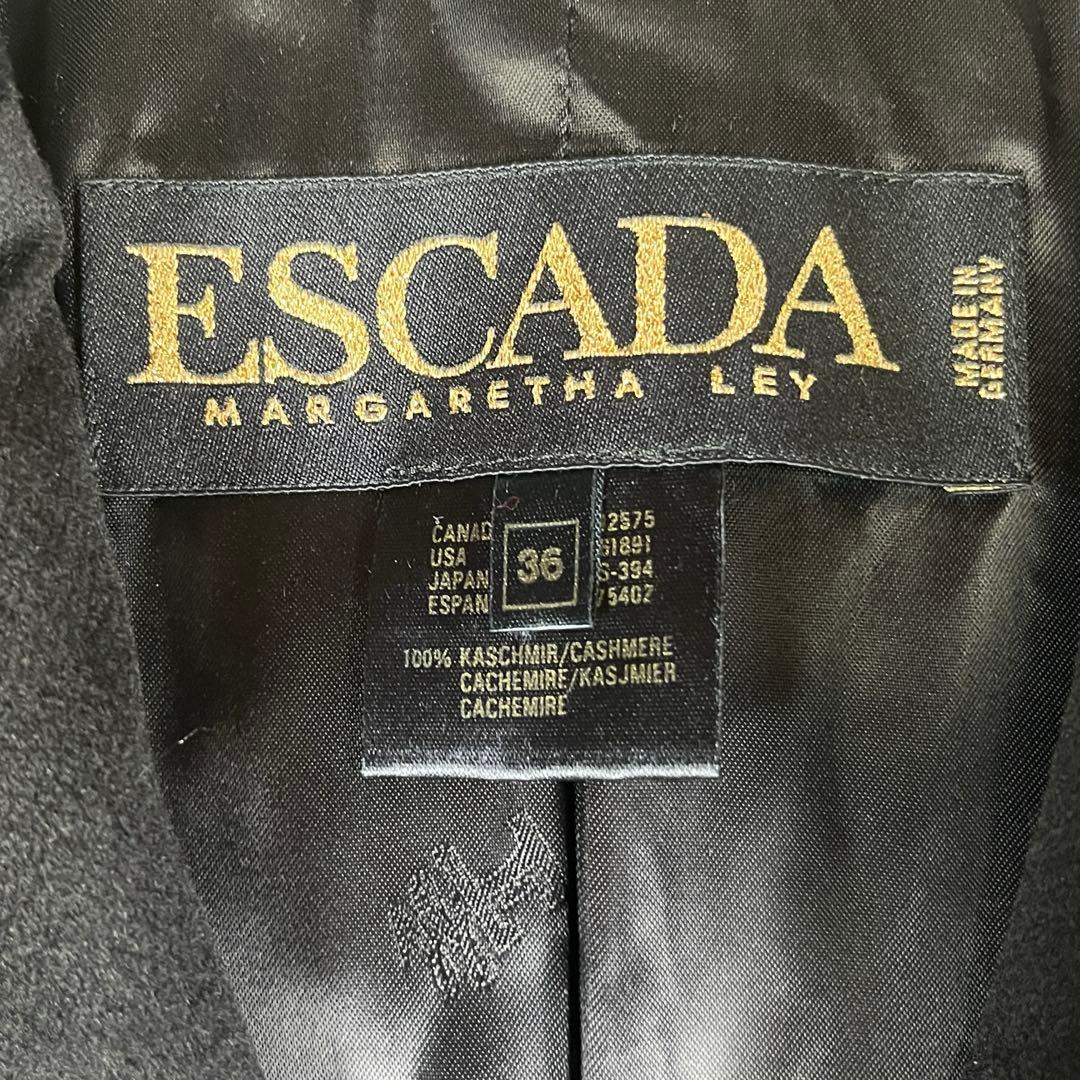 ESCADA
MARGARETHA LEY
MADE IN
GERMANY
36
CANAD 2575
USA 61891
JAPAN S-394
ESPAN 75402
100% KASCHMIR/CASHMERE
CACHEMIRE/KASJMIER
CACHEMIRE